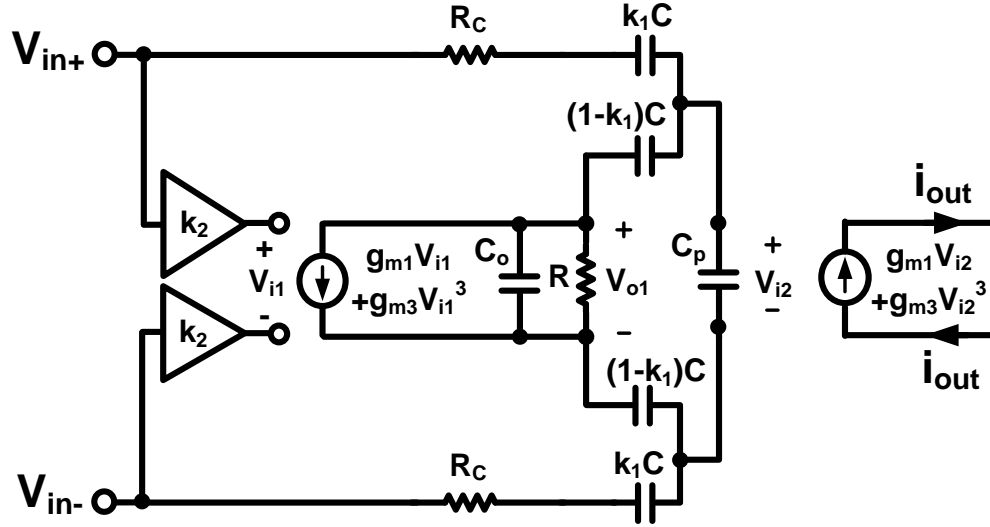 Vin+
RC
k1C
(1-k1)C
k2
+
Vi1
-
k2
gm1Vi1
+gm3Vi1^3
Co
R
+
Vo1
−
Cp
+
Vi2
−
iout
gm1Vi2
+gm3Vi2^3
iout
(1-k1)C
Vin-
RC
k1C